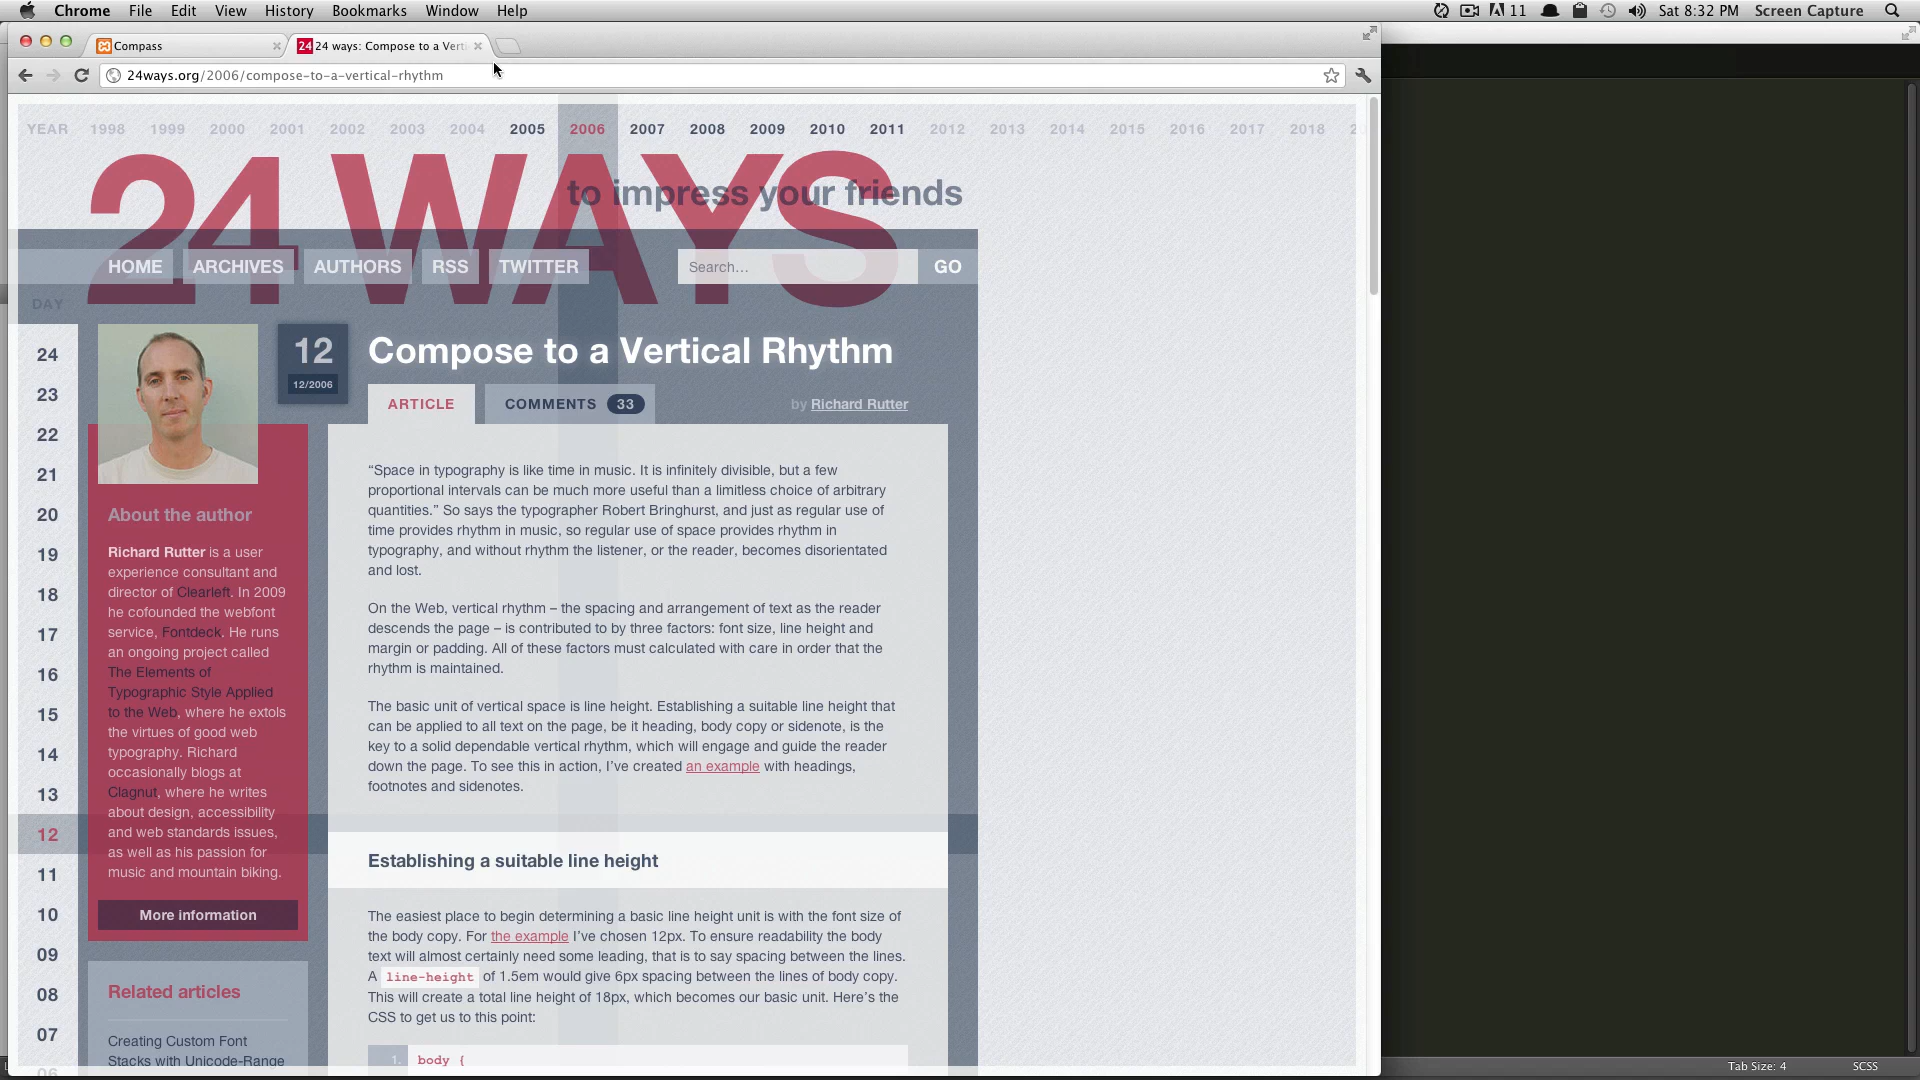 Chrome File Edit View History Bookmarks Window Help
11 Sat 8:32 PM Screen Capture
Compass
24 24 ways: Compose to a Verti
24ways.org/2006/compose-to-a-vertical-rhythm
YEAR 1998 1999 2000 2001 2002 2003 2004 2005 2006 2007 2008 2009 2010 2011 2012 2013 2014 2015 2016 2017 2018
24 WAYS
to impress your friends
HOME ARCHIVES AUTHORS RSS TWITTER
Search... GO
DAY
24
23
22
21
20
19
18
17
16
15
14
13
12
11
10
09
08
07
06
12
12/2006
Compose to a Vertical Rhythm
ARTICLE COMMENTS 33
by Richard Rutter
About the author
Richard Rutter is a user
experience consultant and
director of Clearleft. In 2009
he cofounded the webfont
service, Fontdeck. He runs
an ongoing project called
The Elements of
Typographic Style Applied
to the Web, where he extols
the virtues of good web
typography. Richard
occasionally blogs at
Clagnut, where he writes
about design, accessibility
and web standards issues,
as well as his passion for
music and mountain biking.
More information
Related articles
Creating Custom Font
Stacks with Unicode-Range
“Space in typography is like time in music. It is infinitely divisible, but a few
proportional intervals can be much more useful than a limitless choice of arbitrary
quantities.” So says the typographer Robert Bringhurst, and just as regular use of
time provides rhythm in music, so regular use of space provides rhythm in
typography, and without rhythm the listener, or the reader, becomes disorientated
and lost.
On the Web, vertical rhythm – the spacing and arrangement of text as the reader
descends the page – is contributed to by three factors: font size, line height and
margin or padding. All of these factors must calculated with care in order that the
rhythm is maintained.
The basic unit of vertical space is line height. Establishing a suitable line height that
can be applied to all text on the page, be it heading, body copy or sidenote, is the
key to a solid dependable vertical rhythm, which will engage and guide the reader
down the page. To see this in action, I’ve created an example with headings,
footnotes and sidenotes.
Establishing a suitable line height
The easiest place to begin determining a basic line height unit is with the font size of
the body copy. For the example I’ve chosen 12px. To ensure readability the body
text will almost certainly need some leading, that is to say spacing between the lines.
A line-height of 1.5em would give 6px spacing between the lines of body copy.
This will create a total line height of 18px, which becomes our basic unit. Here’s the
CSS to get us to this point:
1. body {
Tab Size: 4 SCSS